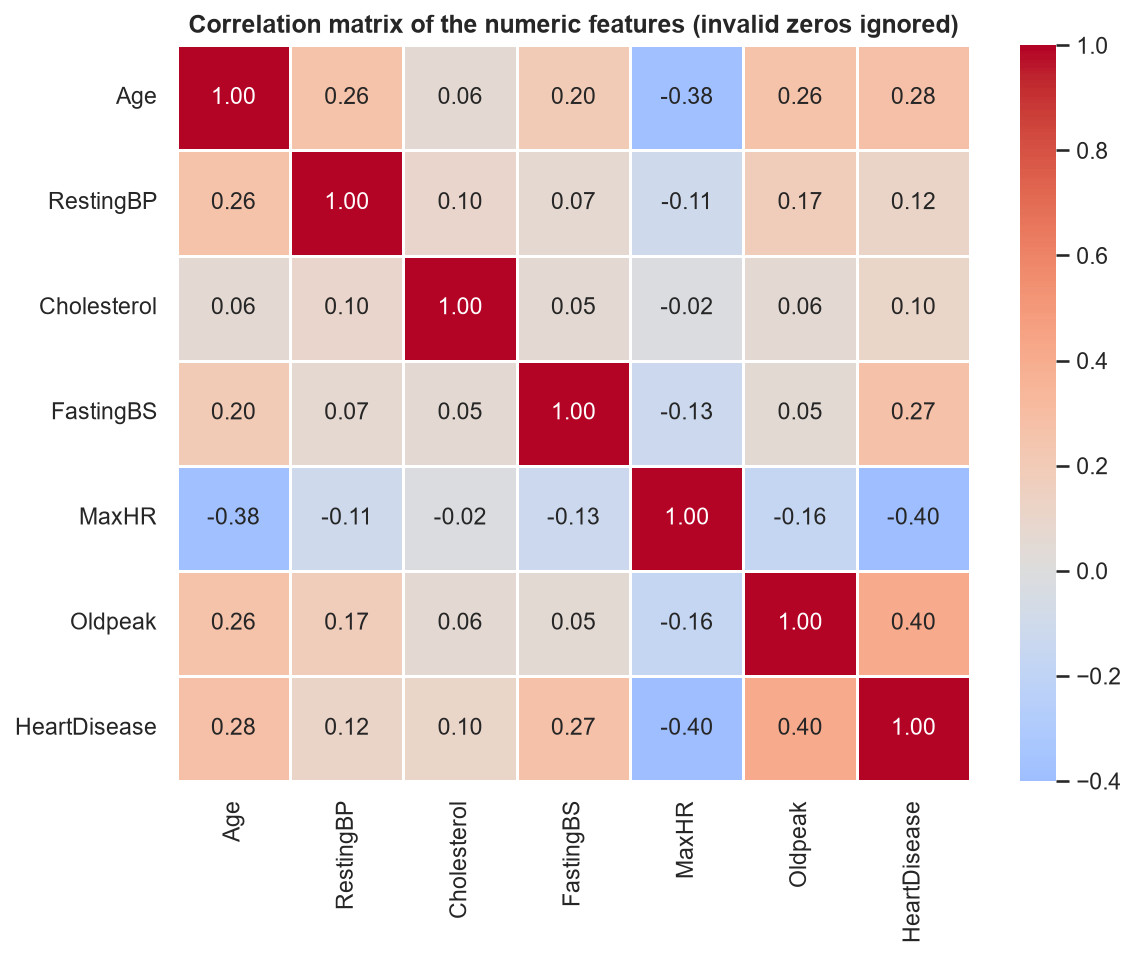 Correlation matrix of the numeric features (invalid zeros ignored)
Age 1.00 0.26 0.06 0.20 -0.38 0.26 0.28
RestingBP 0.26 1.00 0.10 0.07 -0.11 0.17 0.12
Cholesterol 0.06 0.10 1.00 0.05 -0.02 0.06 0.10
FastingBS 0.20 0.07 0.05 1.00 -0.13 0.05 0.27
MaxHR -0.38 -0.11 -0.02 -0.13 1.00 -0.16 -0.40
Oldpeak 0.26 0.17 0.06 0.05 -0.16 1.00 0.40
HeartDisease 0.28 0.12 0.10 0.27 -0.40 0.40 1.00
Age RestingBP Cholesterol FastingBS MaxHR Oldpeak HeartDisease
1.0
0.8
0.6
0.4
0.2
0.0
−0.2
−0.4